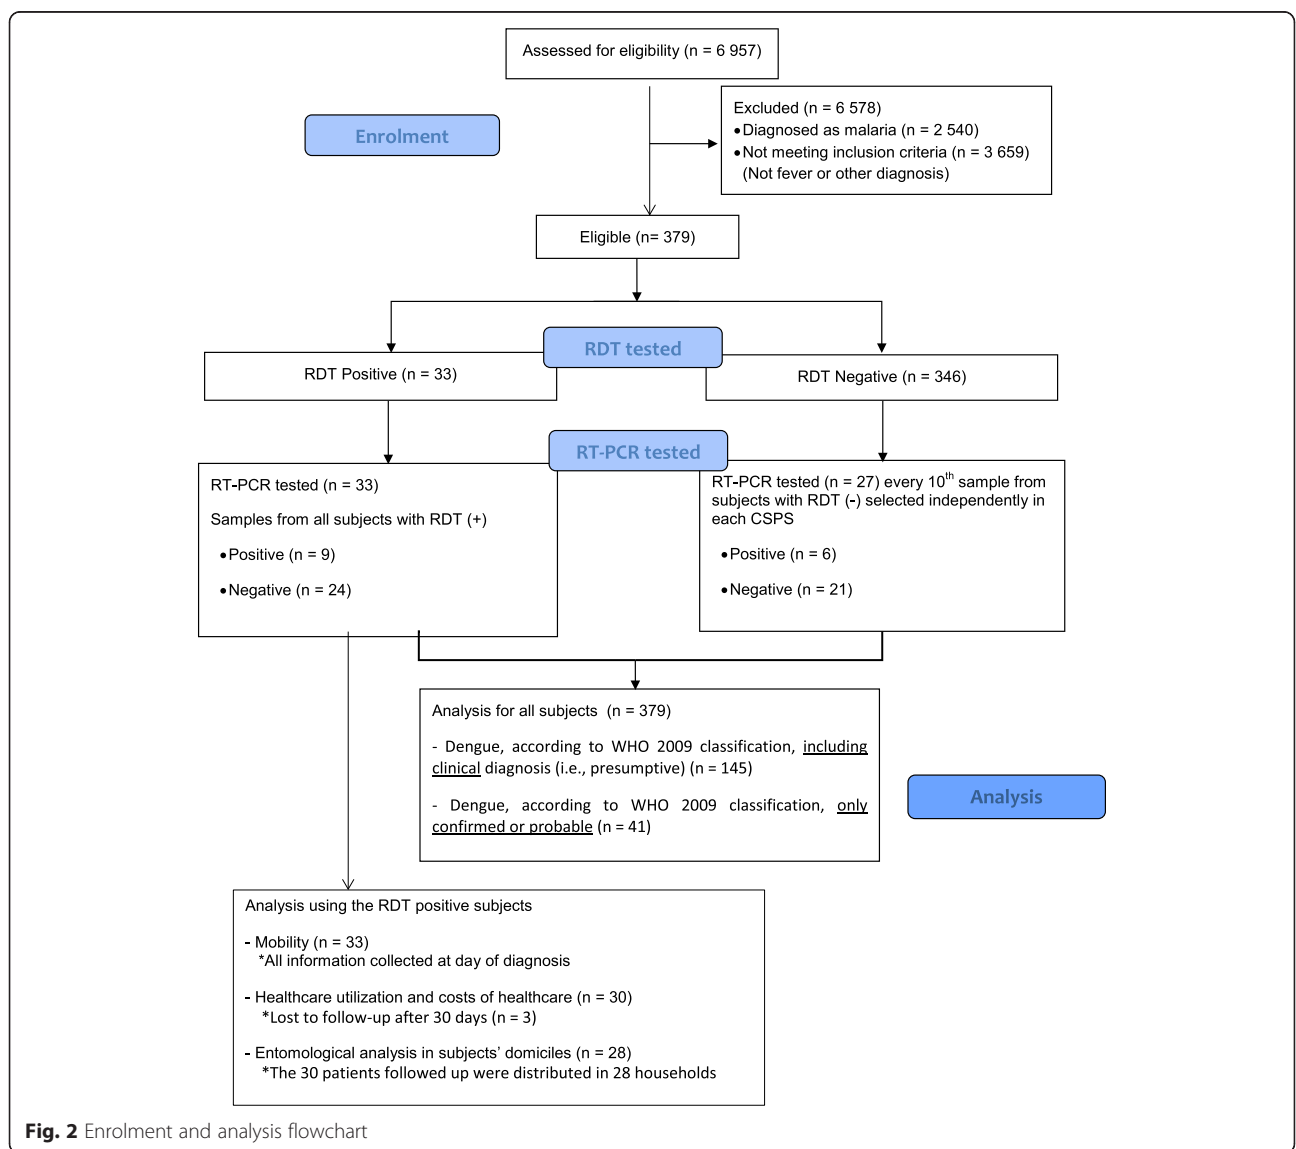 Assessed for eligibility (n = 6 957)
Excluded (n = 6 578)
•Diagnosed as malaria (n = 2 540)
•Not meeting inclusion criteria (n = 3 659)
(Not fever or other diagnosis)
Enrolment
Eligible (n= 379)
RDT tested
RDT Positive (n = 33)
RDT Negative (n = 346)
RT-PCR tested
RT-PCR tested (n = 33)
Samples from all subjects with RDT (+)
•Positive (n = 9)
•Negative (n = 24)
RT-PCR tested (n = 27) every 10th sample from
subjects with RDT (-) selected independently in
each CSPS
•Positive (n = 6)
•Negative (n = 21)
Analysis for all subjects (n = 379)
- Dengue, according to WHO 2009 classification, including
clinical diagnosis (i.e., presumptive) (n = 145)
- Dengue, according to WHO 2009 classification, only
confirmed or probable (n = 41)
Analysis
Analysis using the RDT positive subjects
- Mobility (n = 33)
*All information collected at day of diagnosis
- Healthcare utilization and costs of healthcare (n = 30)
*Lost to follow-up after 30 days (n = 3)
- Entomological analysis in subjects' domiciles (n = 28)
*The 30 patients followed up were distributed in 28 households
Fig. 2 Enrolment and analysis flowchart